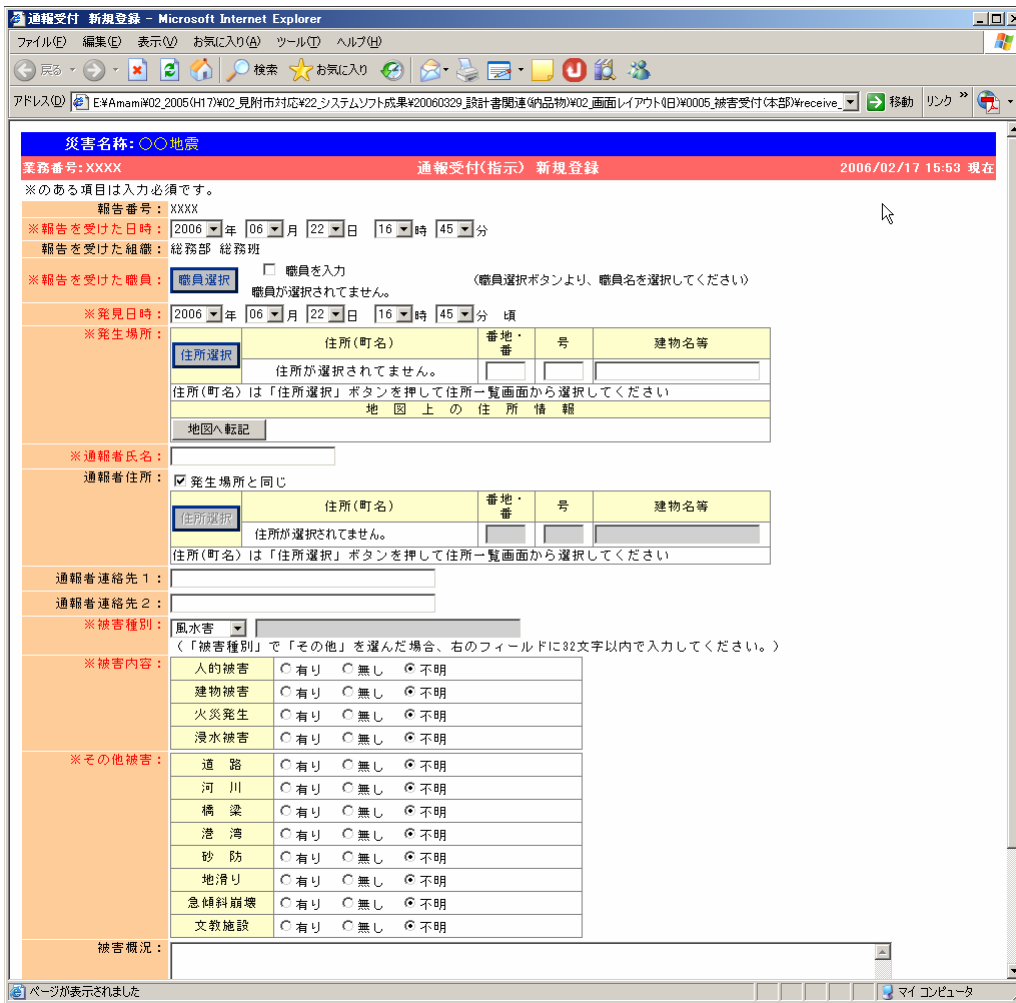 通報受付 新規登録 - Microsoft Internet Explorer
ファイル(F) 編集(E) 表示(V) お気に入り(A) ツール(T) ヘルプ(H)
戻る 検索 お気に入り
アドレス(D) E:¥Amami¥02_2005(H17)¥02_見附市対応¥22_システムソフト成果¥20060329_設計書関連(納品物)¥02_画面レイアウト(旧)¥0005_被害受付(本部)¥receive_ 移動 リンク »
災害名称:○○地震
業務番号:XXXX 通報受付(指示) 新規登録 2006/02/17 15:53 現在
※のある項目は入力必須です。
報告番号: XXXX
※報告を受けた日時: 2006 年 06 月 22 日 16 時 45 分
報告を受けた組織: 総務部 総務班
※報告を受けた職員: 職員選択 職員を入力 (職員選択ボタンより、職員名を選択してください)
職員が選択されてません。
※発見日時: 2006 年 06 月 22 日 16 時 45 分 頃
※発生場所: 住所選択 住所(町名) 番地・番 号 建物名等
住所が選択されてません。
住所(町名)は「住所選択」ボタンを押して住所一覧画面から選択してください
地 図 上 の 住 所 情 報
地図へ転記
※通報者氏名:
通報者住所: 発生場所と同じ
住所選択 住所(町名) 番地・番 号 建物名等
住所が選択されてません。
住所(町名)は「住所選択」ボタンを押して住所一覧画面から選択してください
通報者連絡先1:
通報者連絡先2:
※被害種別: 風水害
(「被害種別」で「その他」を選んだ場合、右のフィールドに32文字以内で入力してください。)
※被害内容: 人的被害 有り 無し 不明
建物被害 有り 無し 不明
火災発生 有り 無し 不明
浸水被害 有り 無し 不明
※その他被害: 道 路 有り 無し 不明
河 川 有り 無し 不明
橋 梁 有り 無し 不明
港 湾 有り 無し 不明
砂 防 有り 無し 不明
地滑り 有り 無し 不明
急傾斜崩壊 有り 無し 不明
文教施設 有り 無し 不明
被害概況:
ページが表示されました マイ コンピュータ